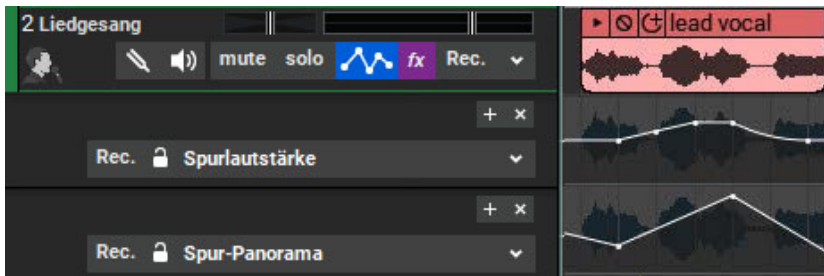 2 Liedgesang
lead vocal
mute solo fx Rec.
Rec. Spurlautstärke
Rec. Spur-Panorama